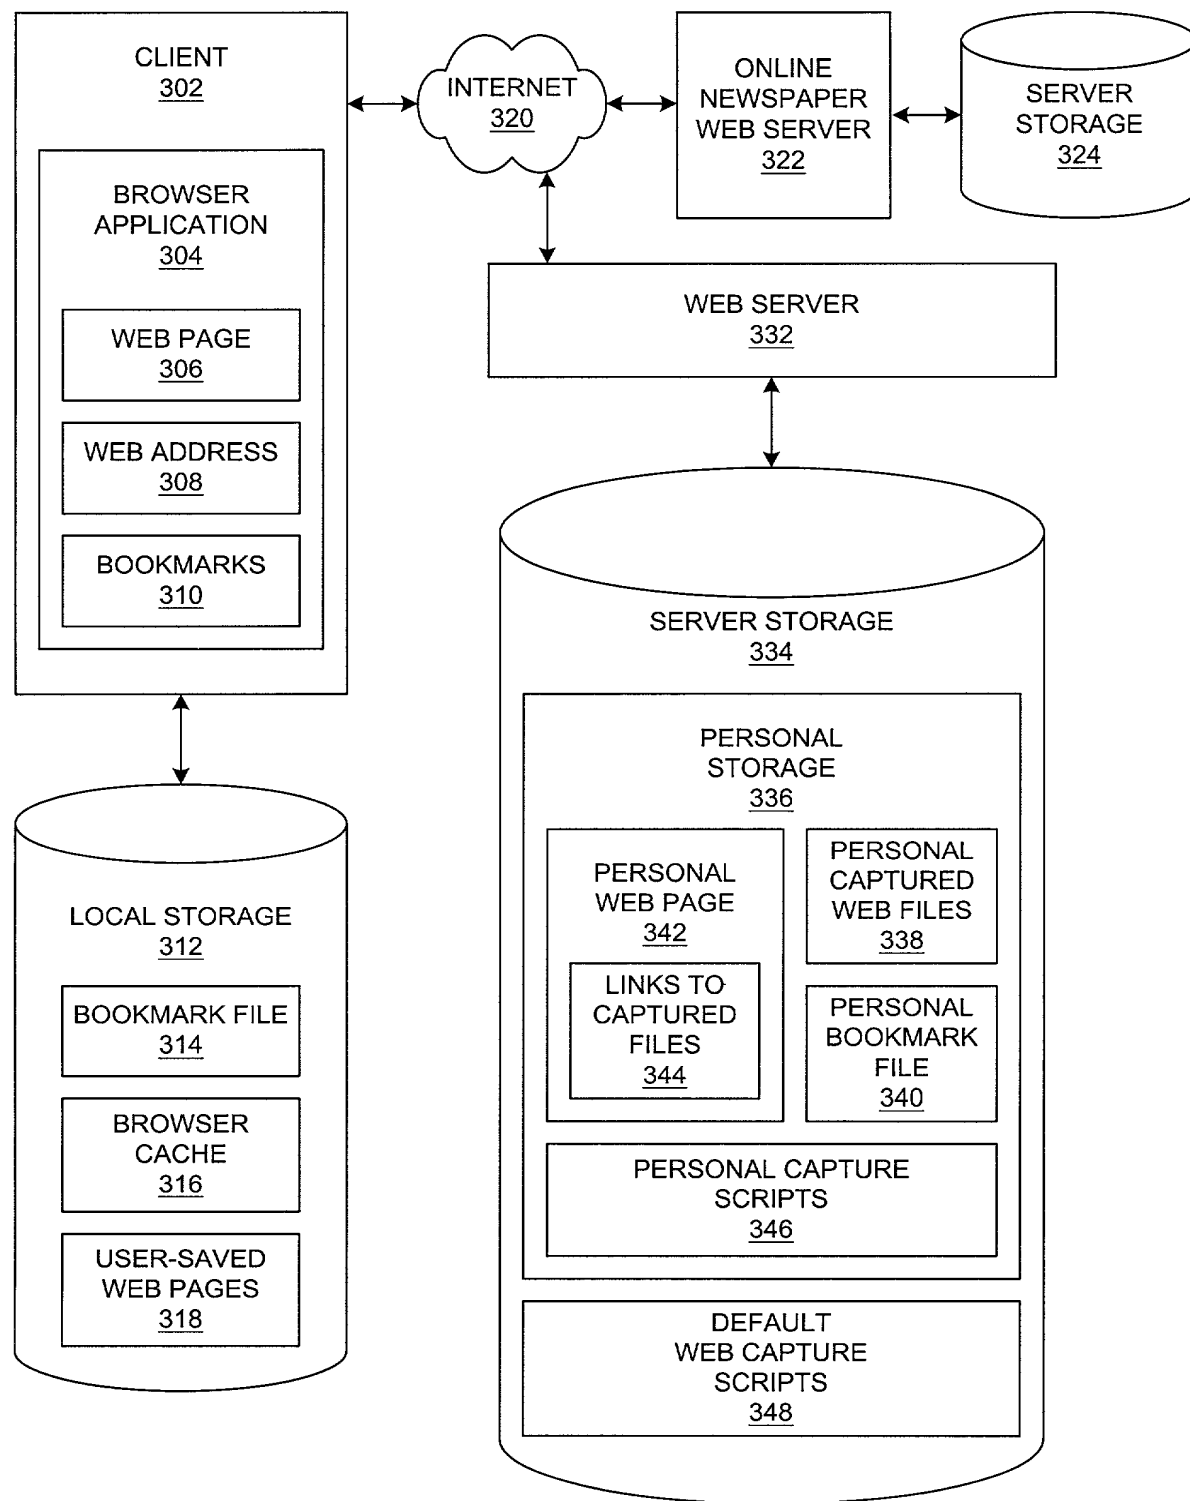 CLIENT
302
BROWSER
APPLICATION
304
WEB PAGE
306
WEB ADDRESS
308
BOOKMARKS
310
LOCAL STORAGE
312
BOOKMARK FILE
314
BROWSER
CACHE
316
USER-SAVED
WEB PAGES
318
INTERNET
320
ONLINE
NEWSPAPER
WEB SERVER
322
SERVER
STORAGE
324
WEB SERVER
332
SERVER STORAGE
334
PERSONAL
STORAGE
336
PERSONAL
WEB PAGE
342
LINKS TO
CAPTURED
FILES
344
PERSONAL
CAPTURED
WEB FILES
338
PERSONAL
BOOKMARK
FILE
340
PERSONAL CAPTURE
SCRIPTS
346
DEFAULT
WEB CAPTURE
SCRIPTS
348